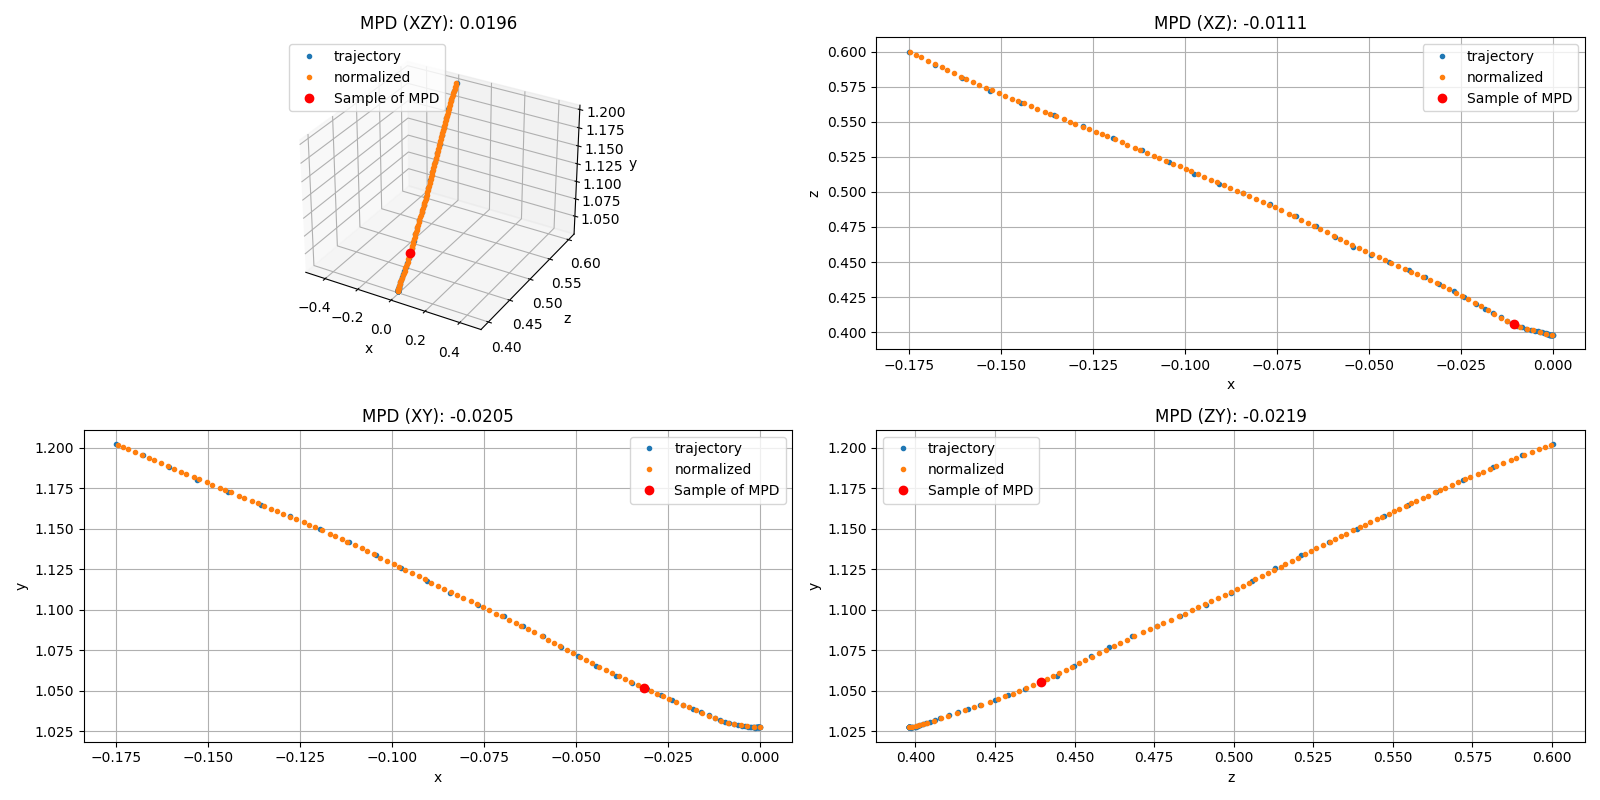 MPD (XZY): 0.0196
trajectory
normalized
Sample of MPD
1.200
1.175
1.150
1.125
1.100
1.075
1.050
y
−0.4
−0.2
0.0
0.2
0.4
x
0.40
0.45
0.50
0.55
0.60
z
MPD (XZ): -0.0111
trajectory
normalized
Sample of MPD
0.600
0.575
0.550
0.525
0.500
0.475
0.450
0.425
0.400
z
−0.175 −0.150 −0.125 −0.100 −0.075 −0.050 −0.025 0.000
x
MPD (XY): -0.0205
trajectory
normalized
Sample of MPD
1.200
1.175
1.150
1.125
1.100
1.075
1.050
1.025
y
−0.175 −0.150 −0.125 −0.100 −0.075 −0.050 −0.025 0.000
x
MPD (ZY): -0.0219
trajectory
normalized
Sample of MPD
1.200
1.175
1.150
1.125
1.100
1.075
1.050
1.025
y
0.400 0.425 0.450 0.475 0.500 0.525 0.550 0.575 0.600
z